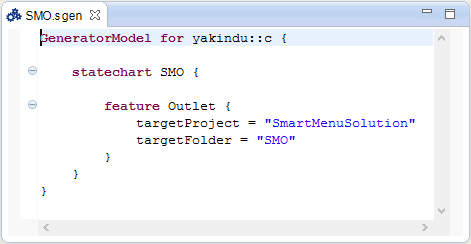 SMO.sgen
GeneratorModel for yakindu::c {
statechart SMO {
feature Outlet {
targetProject = "SmartMenuSolution"
targetFolder = "SMO"
}
}
}